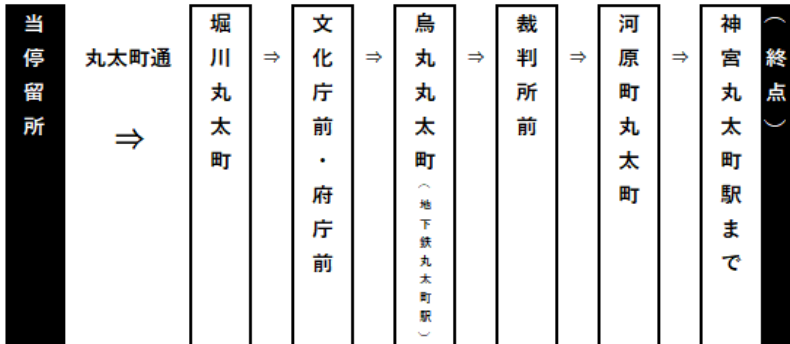 当停留所
丸太町通
⇒
堀川丸太町
⇒
文化庁前・府庁前
⇒
烏丸丸太町(地下鉄丸太町駅)
⇒
裁判所前
⇒
河原町丸太町
⇒
神宮丸太町駅まで
(終点)